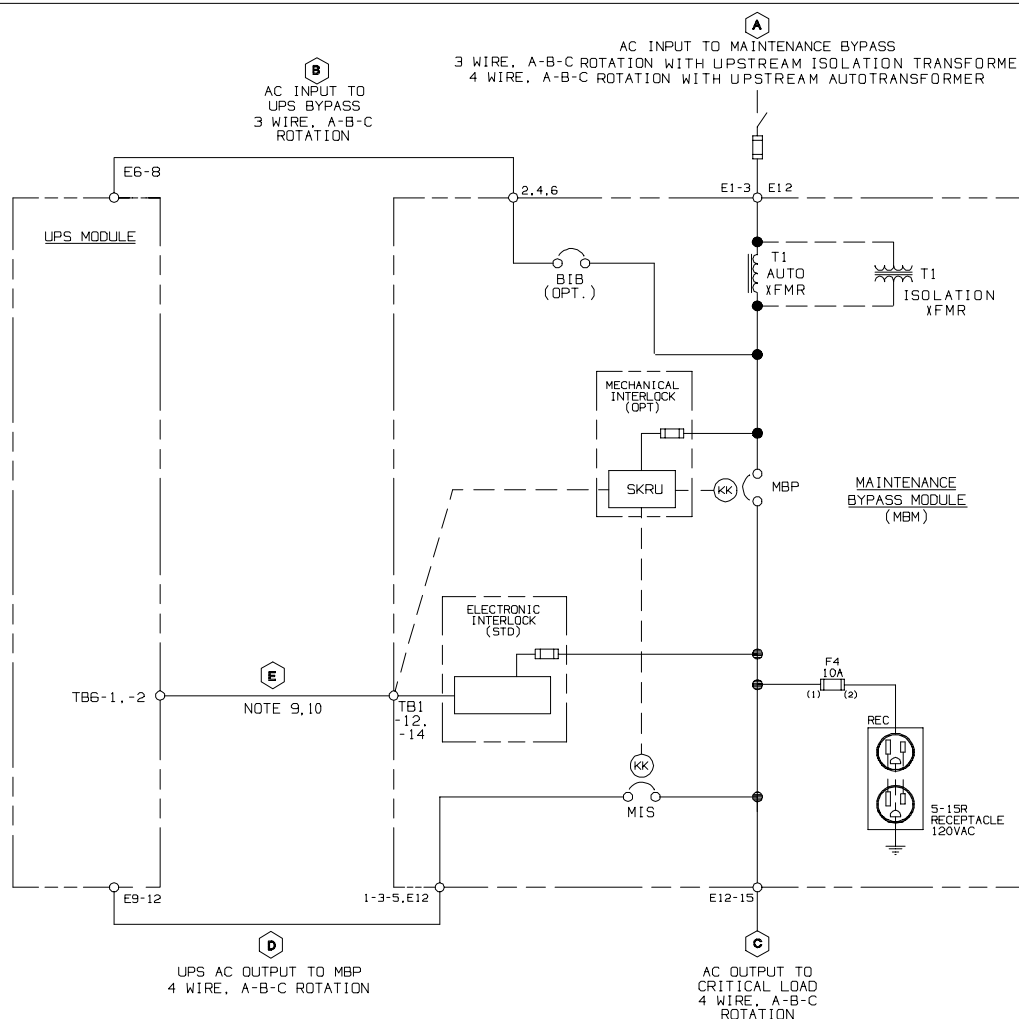 A
AC INPUT TO MAINTENANCE BYPASS
3 WIRE, A-B-C ROTATION WITH UPSTREAM ISOLATION TRANSFORME
4 WIRE, A-B-C ROTATION WITH UPSTREAM AUTOTRANSFORMER
B
AC INPUT TO
UPS BYPASS
3 WIRE, A-B-C
ROTATION
E6-8
2,4,6
E1-3
E12
UPS MODULE
BIB
(OPT.)
T1
AUTO
XFMR
T1
ISOLATION
XFMR
MECHANICAL
INTERLOCK
(OPT)
SKRU
KK
MBP
MAINTENANCE
BYPASS MODULE
(MBM)
ELECTRONIC
INTERLOCK
(STD)
TB6-1,-2
E
NOTE 9,10
TB1
-12,
-14
F4
10A
(1)
(2)
REC
5-15R
RECEPTACLE
120VAC
KK
MIS
E9-12
1-3-5,E12
E12-15
D
UPS AC OUTPUT TO MBP
4 WIRE, A-B-C ROTATION
C
AC OUTPUT TO
CRITICAL LOAD
4 WIRE, A-B-C
ROTATION